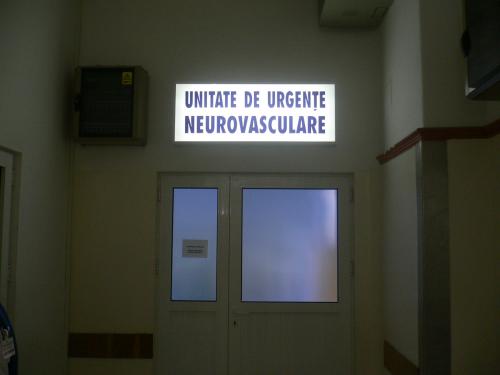 UNITATE DE URGENȚE
NEUROVASCULARE